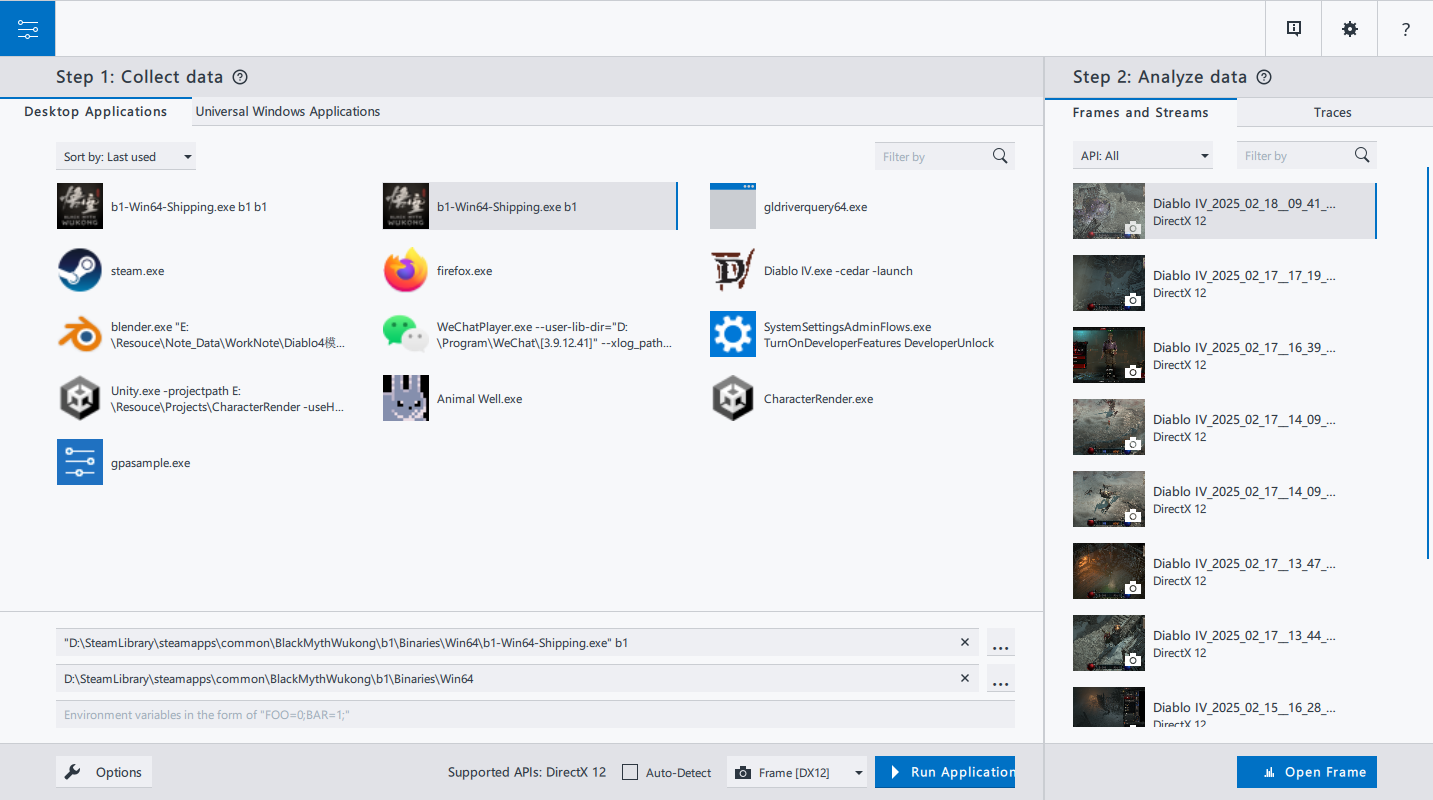 ?
Step 1: Collect data ?
Desktop Applications
Universal Windows Applications
Sort by: Last used
Filter by
b1-Win64-Shipping.exe b1 b1
b1-Win64-Shipping.exe b1
gldriverquery64.exe
steam.exe
firefox.exe
Diablo IV.exe -cedar -launch
blender.exe "E:
\Resouce\Note_Data\WorkNote\Diablo4模...
WeChatPlayer.exe --user-lib-dir="D:
\Program\WeChat\[3.9.12.41]" --xlog_path...
SystemSettingsAdminFlows.exe
TurnOnDeveloperFeatures DeveloperUnlock
Unity.exe -projectpath E:
\Resouce\Projects\CharacterRender -useH...
Animal Well.exe
CharacterRender.exe
gpasample.exe
"D:\SteamLibrary\steamapps\common\BlackMythWukong\b1\Binaries\Win64\b1-Win64-Shipping.exe" b1
...
D:\SteamLibrary\steamapps\common\BlackMythWukong\b1\Binaries\Win64
...
Environment variables in the form of "FOO=0;BAR=1;"
Options
Supported APIs: DirectX 12
Auto-Detect
Frame [DX12]
Run Application
Step 2: Analyze data ?
Frames and Streams
Traces
API: All
Filter by
Diablo IV_2025_02_18__09_41_...
DirectX 12
Diablo IV_2025_02_17__17_19_...
DirectX 12
Diablo IV_2025_02_17__16_39_...
DirectX 12
Diablo IV_2025_02_17__14_09_...
DirectX 12
Diablo IV_2025_02_17__14_09_...
DirectX 12
Diablo IV_2025_02_17__13_47_...
DirectX 12
Diablo IV_2025_02_17__13_44_...
DirectX 12
Diablo IV_2025_02_15__16_28_...
DirectX 12
Open Frame